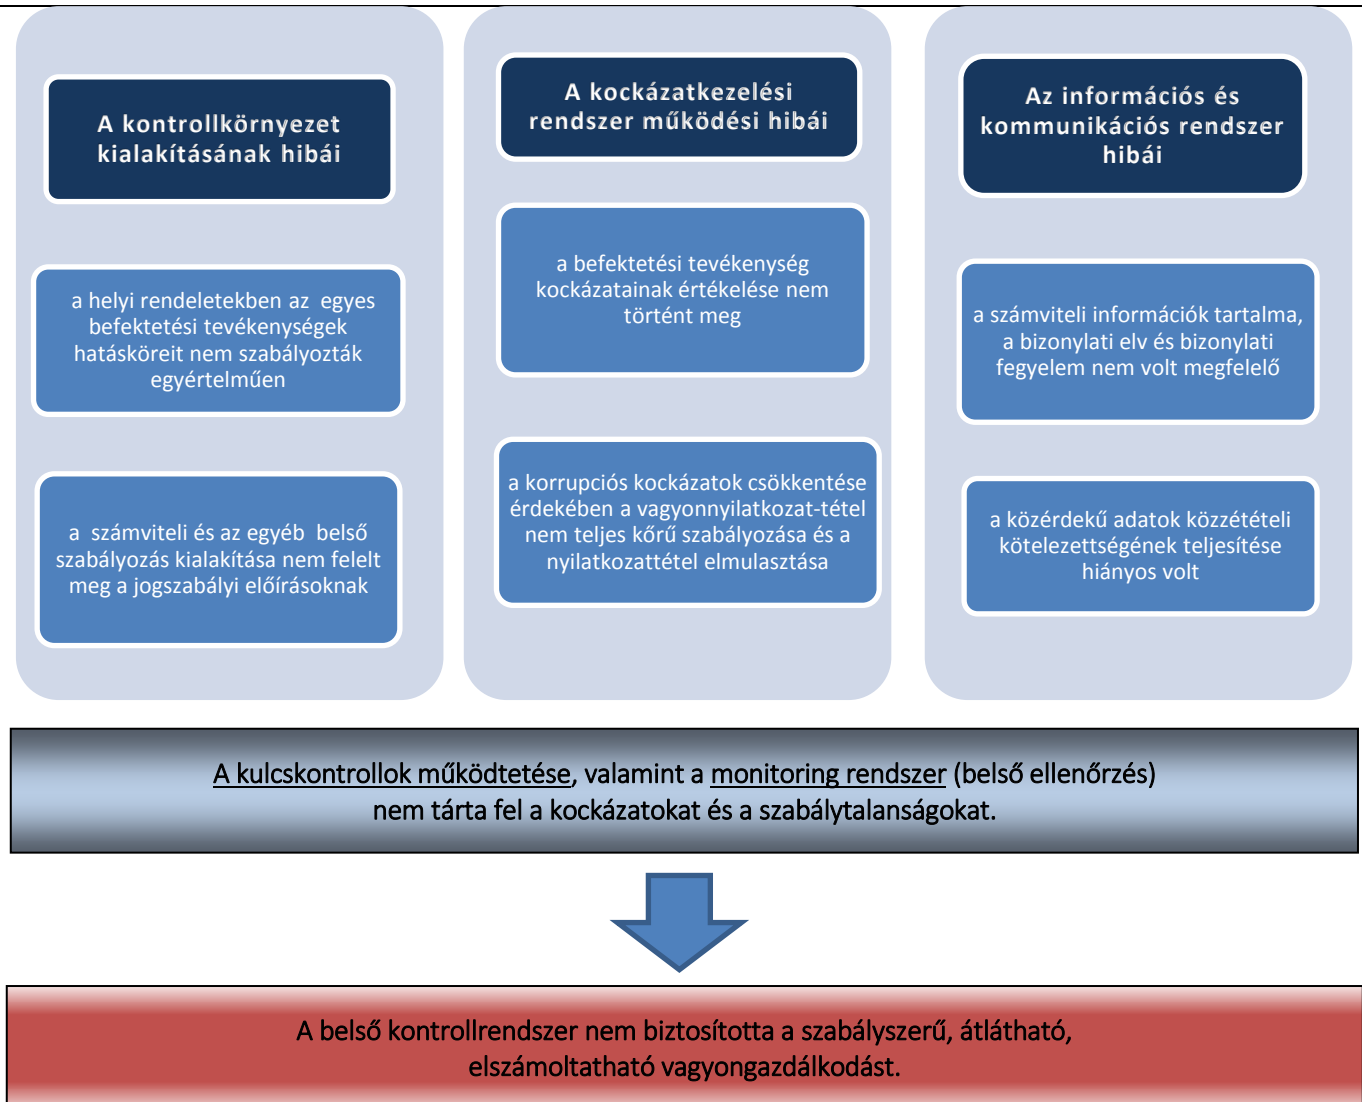 A kontrollkörnyezet
kialakításának hibái
a helyi rendeletekben az egyes
befektetési tevékenységek
hatásköreit nem szabályozták
egyértelműen
a számviteli és az egyéb belső
szabályozás kialakítása nem felelt
meg a jogszabályi előírásoknak
A kockázatkezelési
rendszer működési hibái
a befektetési tevékenység
kockázatainak értékelése nem
történt meg
a korrupciós kockázatok csökkentése
érdekében a vagyonnyilatkozat-tétel
nem teljes kőrű szabályozása és a
nyilatkozattétel elmulasztása
Az információs és
kommunikációs rendszer
hibái
a számviteli információk tartalma,
a bizonylati elv és bizonylati
fegyelem nem volt megfelelő
a közérdekű adatok közzétételi
kötelezettségének teljesítése
hiányos volt
A kulcskontrollok működtetése, valamint a monitoring rendszer (belső ellenőrzés)
nem tárta fel a kockázatokat és a szabálytalanságokat.
A belső kontrollrendszer nem biztosította a szabályszerű, átlátható,
elszámoltatható vagyongazdálkodást.